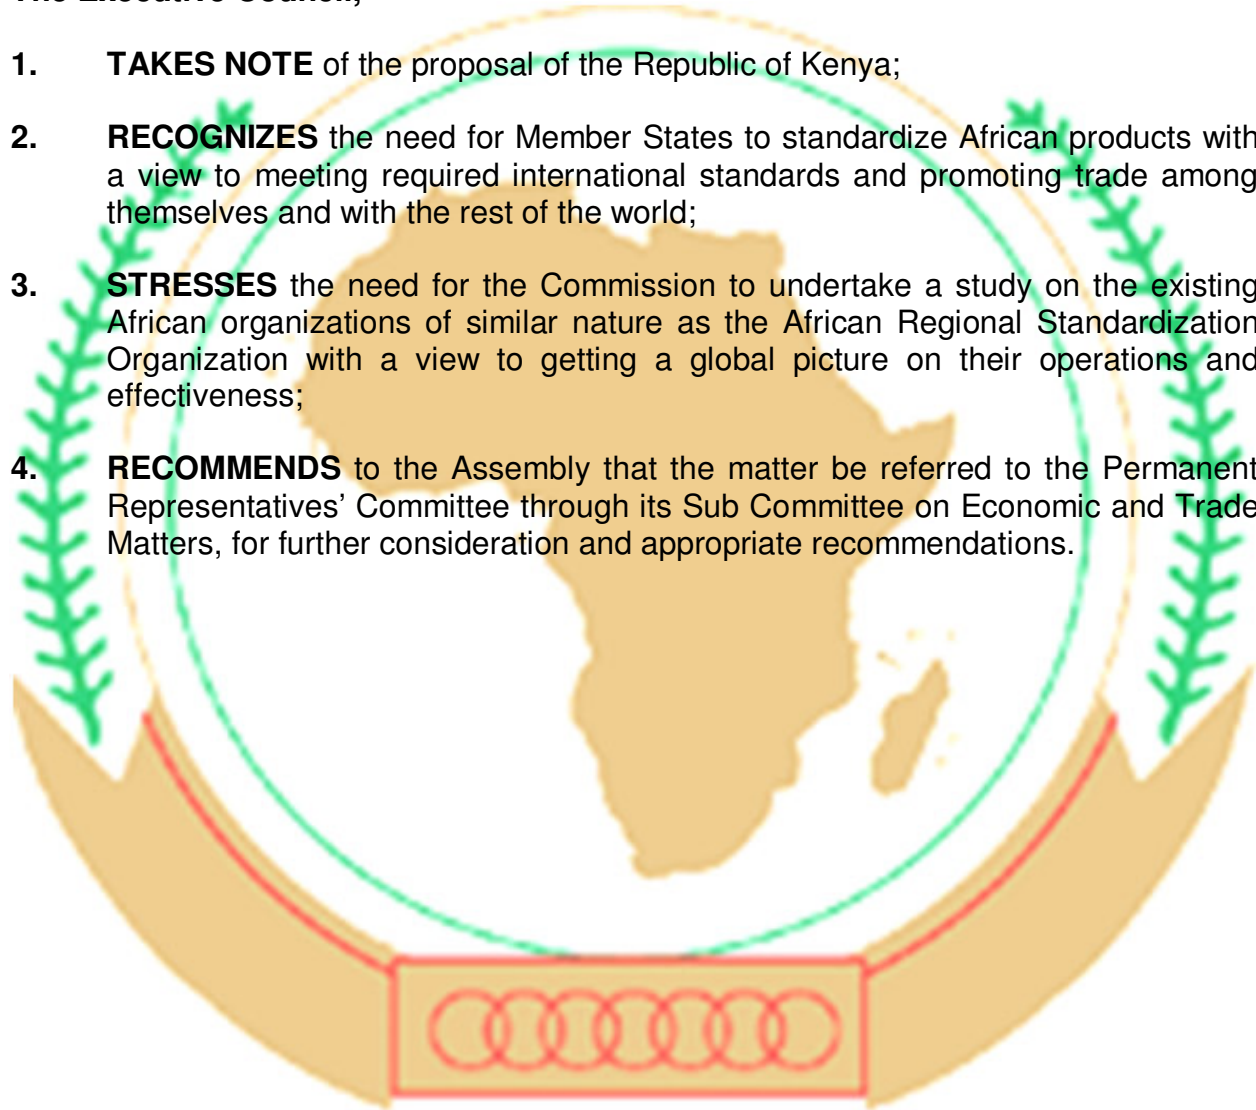 The Executive Council,
1. TAKES NOTE of the proposal of the Republic of Kenya;
2. RECOGNIZES the need for Member States to standardize African products with
a view to meeting required international standards and promoting trade among
themselves and with the rest of the world;
3. STRESSES the need for the Commission to undertake a study on the existing
African organizations of similar nature as the African Regional Standardization
Organization with a view to getting a global picture on their operations and
effectiveness;
4. RECOMMENDS to the Assembly that the matter be referred to the Permanent
Representatives’ Committee through its Sub Committee on Economic and Trade
Matters, for further consideration and appropriate recommendations.